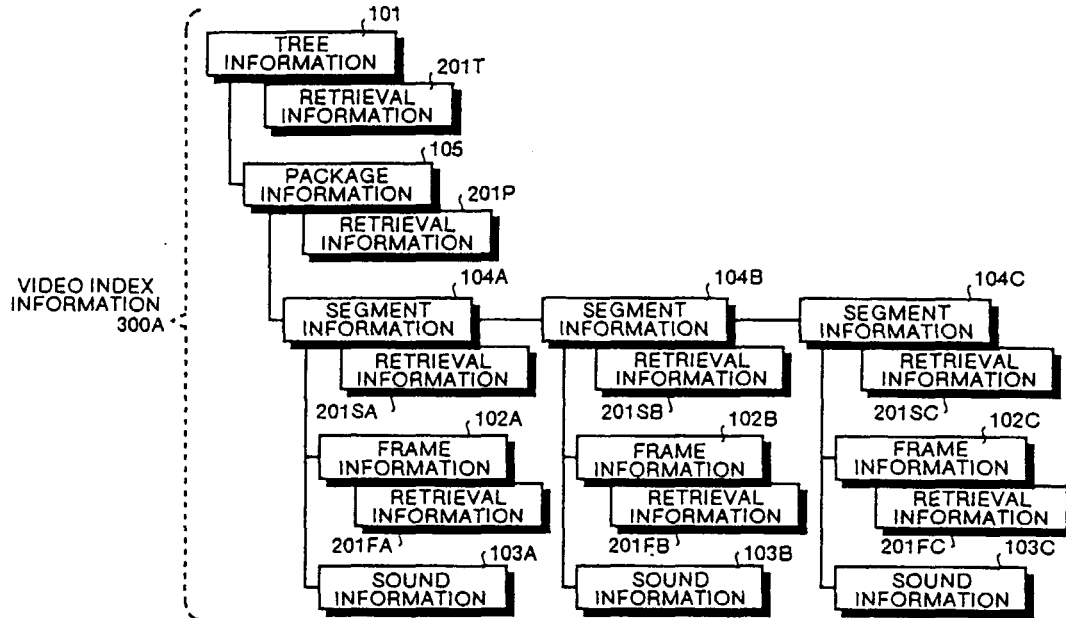 101
TREE
INFORMATION
201T
RETRIEVAL
INFORMATION
105
PACKAGE
INFORMATION
201P
RETRIEVAL
INFORMATION
VIDEO INDEX
INFORMATION
300A
104A
SEGMENT
INFORMATION
104B
SEGMENT
INFORMATION
104C
SEGMENT
INFORMATION
RETRIEVAL
INFORMATION
201SA
RETRIEVAL
INFORMATION
201SB
RETRIEVAL
INFORMATION
201SC
102A
FRAME
INFORMATION
102B
FRAME
INFORMATION
102C
FRAME
INFORMATION
RETRIEVAL
INFORMATION
201FA
RETRIEVAL
INFORMATION
201FB
RETRIEVAL
INFORMATION
201FC
103A
SOUND
INFORMATION
103B
SOUND
INFORMATION
103C
SOUND
INFORMATION